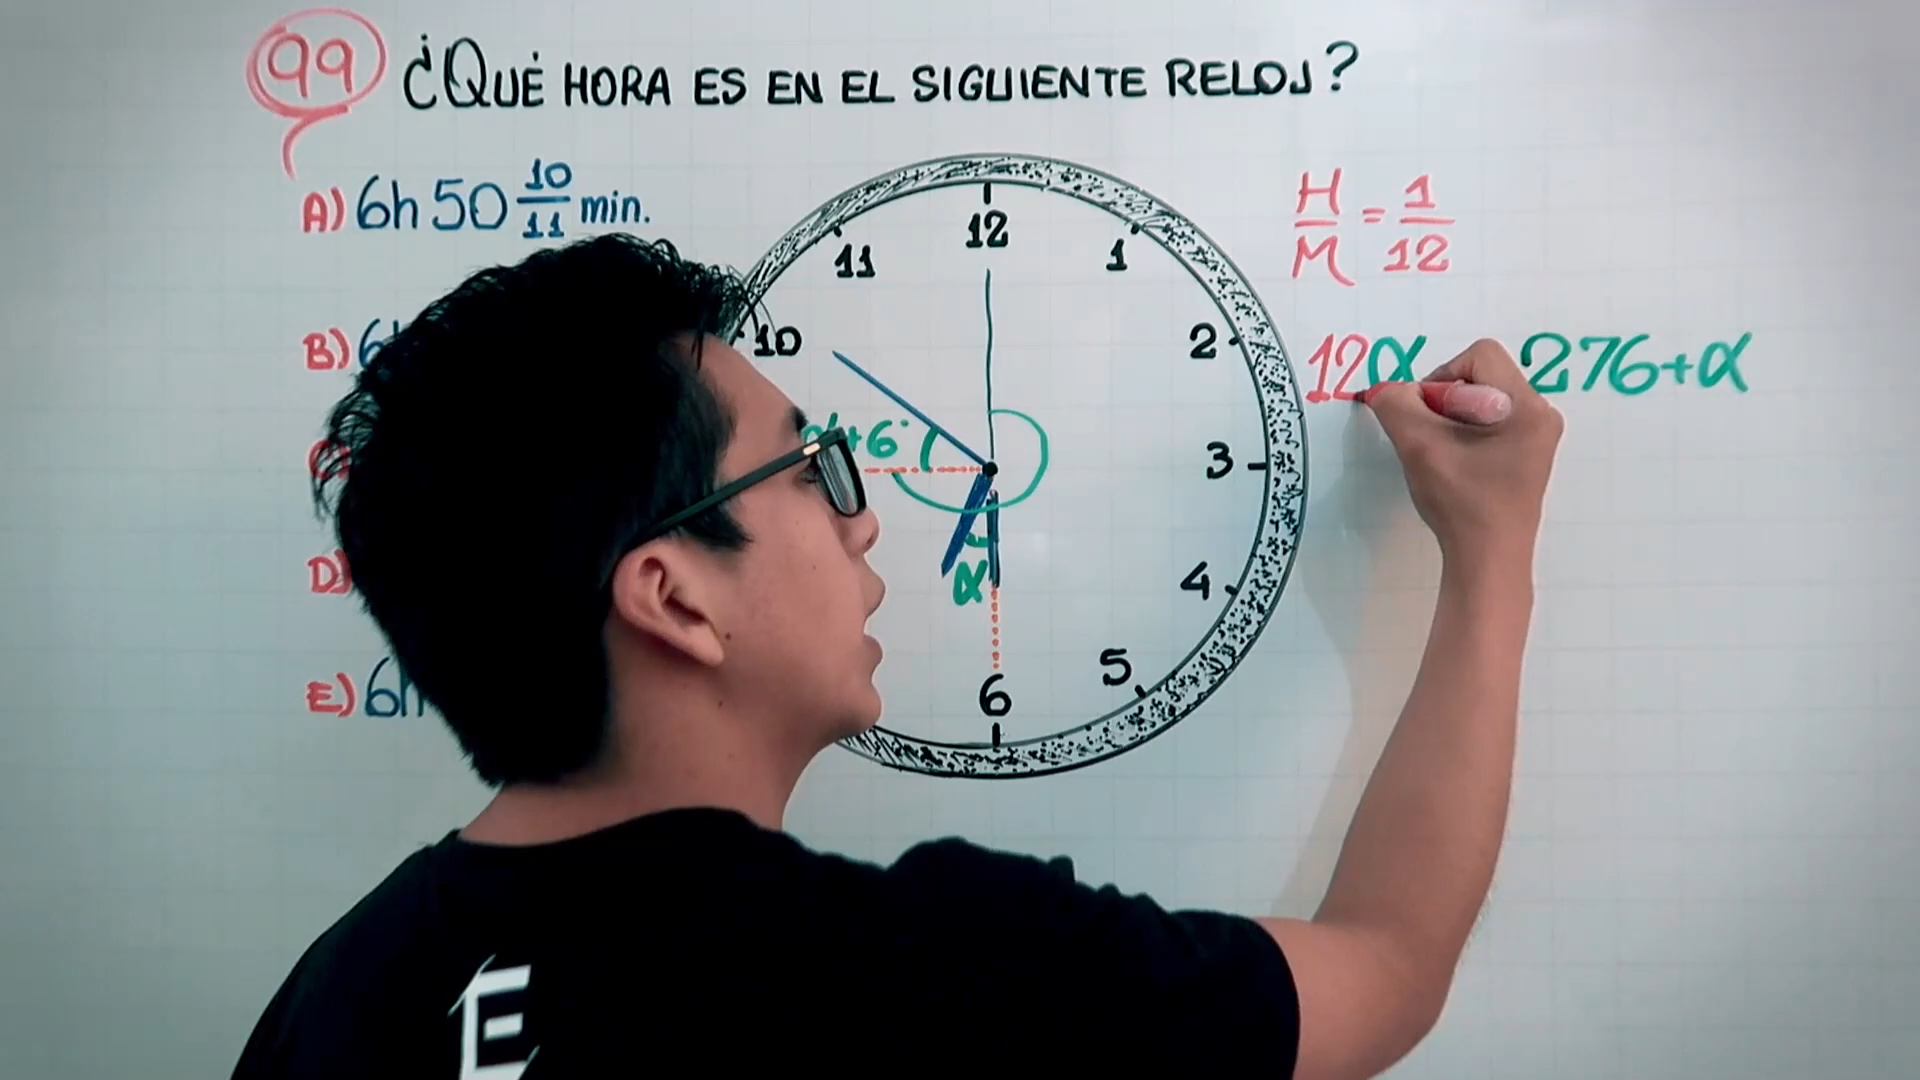 99 ¿QUÉ HORA ES EN EL SIGUIENTE RELOJ?
A) 6h 50 10/11 min.
B) 6
D)
E) 6h
12
1
2
3
4
5
6
10
11
+6°
α
H/M = 1/12
12α 276+α
E